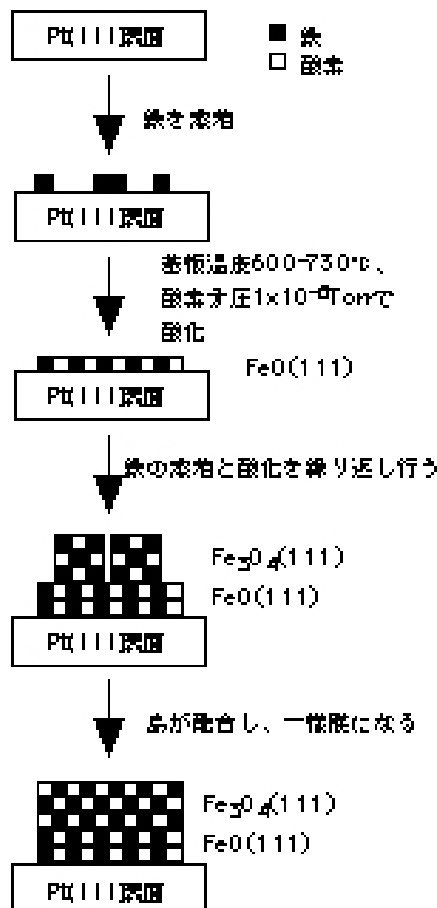 Pt(111)表面
鉄
酸素
鉄を蒸着
Pt(111)表面
基板温度600-730℃、
酸素分圧1x10-6Torrで
酸化
FeO(111)
Pt(111)表面
鉄の蒸着と酸化を繰り返し行う
Fe3O4(111)
FeO(111)
Pt(111)表面
島が融合し、一様膜になる
Fe3O4(111)
FeO(111)
Pt(111)表面